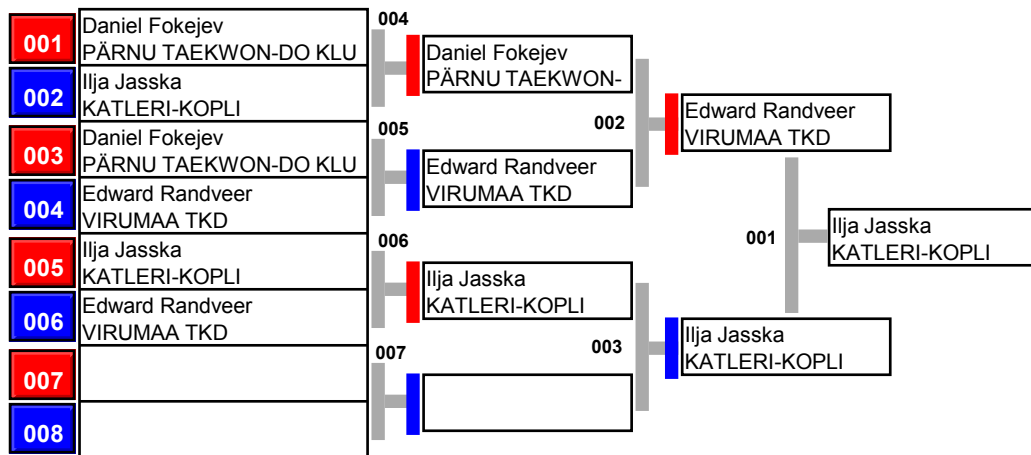 001
Daniel Fokejev
PÄRNU TAEKWON-DO KLU
002
Ilja Jasska
KATLERI-KOPLI
003
Daniel Fokejev
PÄRNU TAEKWON-DO KLU
004
Edward Randveer
VIRUMAA TKD
005
Ilja Jasska
KATLERI-KOPLI
006
Edward Randveer
VIRUMAA TKD
007
008
004
Daniel Fokejev
PÄRNU TAEKWON-
005
Edward Randveer
VIRUMAA TKD
006
Ilja Jasska
KATLERI-KOPLI
007
002
Edward Randveer
VIRUMAA TKD
003
Ilja Jasska
KATLERI-KOPLI
001
Ilja Jasska
KATLERI-KOPLI